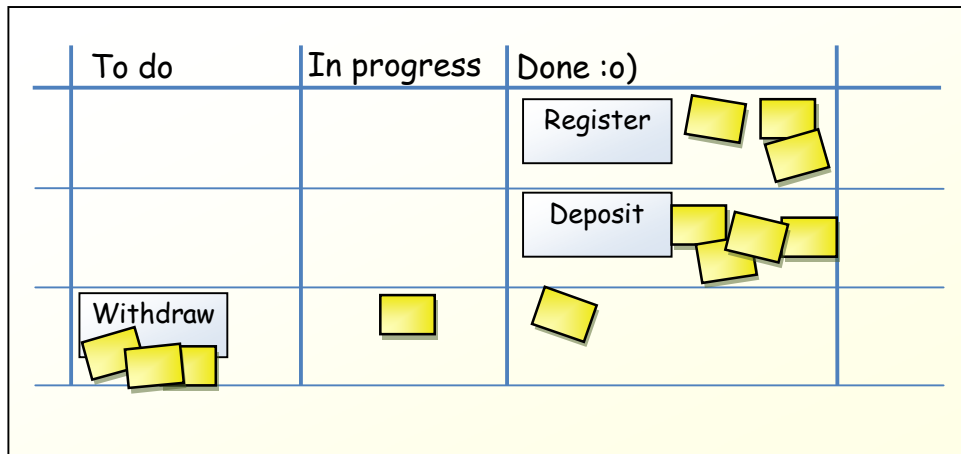 To do
In progress
Done :o)
Register
Deposit
Withdraw